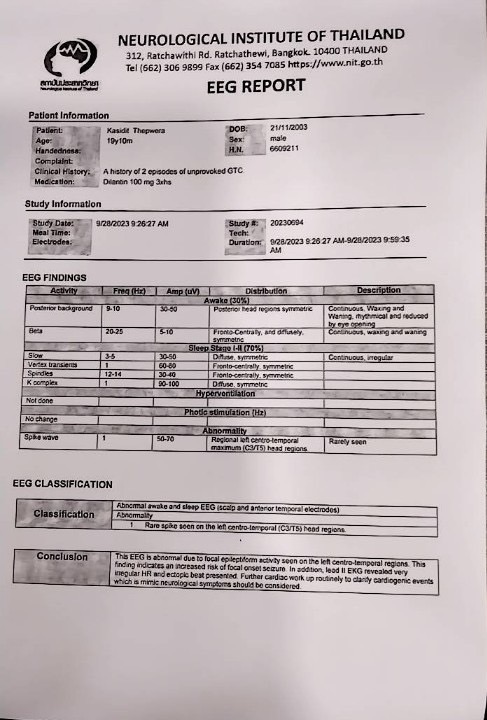 NEUROLOGICAL INSTITUTE OF THAILAND
312, Ratchawithi Rd. Ratchathewi, Bangkok. 10400 THAILAND
Tel (662) 306 9899 Fax (662) 354 7085 https://www.nit.go.th
สถาบันประสาทวิทยา
Neurological Institute of Thailand
EEG REPORT
Patient Information
Patient: Kasidit Thepwera DOB: 21/11/2003
Age: 19y10m Sex: male
Handedness: H.N. 6609211
Complaint:
Clinical History: A history of 2 episodes of unprovoked GTC
Medication: Dilantin 100 mg 3xhs
Study Information
Study Date: 9/28/2023 9:26:27 AM Study #: 20230694
Meal Time: Tech:
Electrodes: Duration: 9/28/2023 9:26:27 AM-9/28/2023 9:59:35
AM
EEG FINDINGS
Activity Freq (Hz) Amp (uV) Distribution Description
Awake (30%)
Posterior background 9-10 30-50 Posterior head regions symmetric Continuous, Waxing and
Waning, rhythmical and reduced
by eye opening
Beta 20-25 5-10 Fronto-Centrally, and diffusely, Continuous, waxing and waning
symmetric
Sleep Stage I-II (70%)
Slow 3-5 30-50 Diffuse, symmetric Continuous, irregular
Vertex transients 1 60-80 Fronto-centrally, symmetric
Spindles 12-14 30-40 Fronto-centrally, symmetric
K complex 1 90-100 Diffuse, symmetric
Hyperventilation
Not done
Photic stimulation (Hz)
No change
Abnormality
Spike wave 1 50-70 Regional left centro-temporal Rarely seen
maximum (C3/T5) head regions
EEG CLASSIFICATION
Classification
Abnormal awake and sleep EEG (scalp and anterior temporal electrodes)
Abnormality
1. Rare spike seen on the left centro-temporal (C3/T5) head regions.
Conclusion
This EEG is abnormal due to focal epileptiform activity seen on the left centro-temporal regions. This
finding indicates an increased risk of focal onset seizure. In addition, lead II EKG revealed very
irregular HR and ectopic beat presented. Further cardiac work up routinely to clarify cardiogenic events
which is mimic neurological symptoms should be considered.